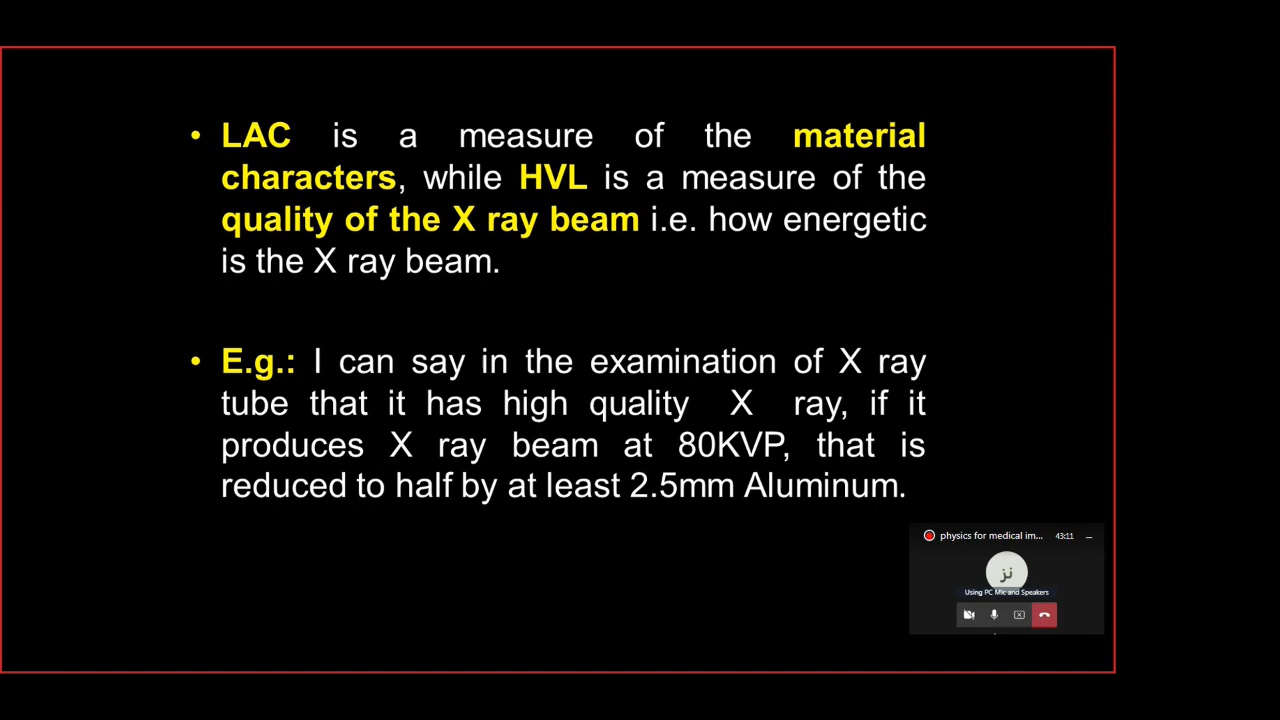 • LAC is a measure of the material
characters, while HVL is a measure of the
quality of the X ray beam i.e. how energetic
is the X ray beam.
• E.g.: I can say in the examination of X ray
tube that it has high quality X ray, if it
produces X ray beam at 80KVP, that is
reduced to half by at least 2.5mm Aluminum.
physics for medical im... 43:11
نز
Using PC Mic and Speakers